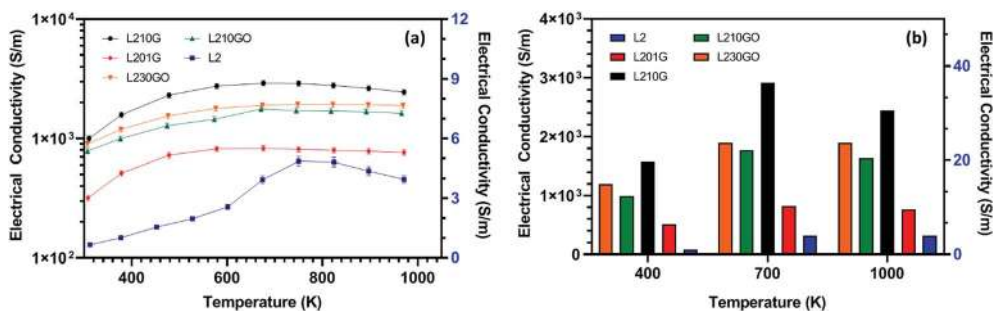 (a)
L210G
L210GO
L201G
L2
L230GO
Electrical Conductivity (S/m)
1×10⁴
1×10³
1×10²
12
9
6
3
0
Electrical Conductivity (S/m)
400
600
800
1000
Temperature (K)
(b)
L2
L210GO
L201G
L230GO
L210G
Electrical Conductivity (S/m)
4×10³
3×10³
2×10³
1×10³
0
40
20
0
Electrical Conductivity (S/m)
400
700
1000
Temperature (K)